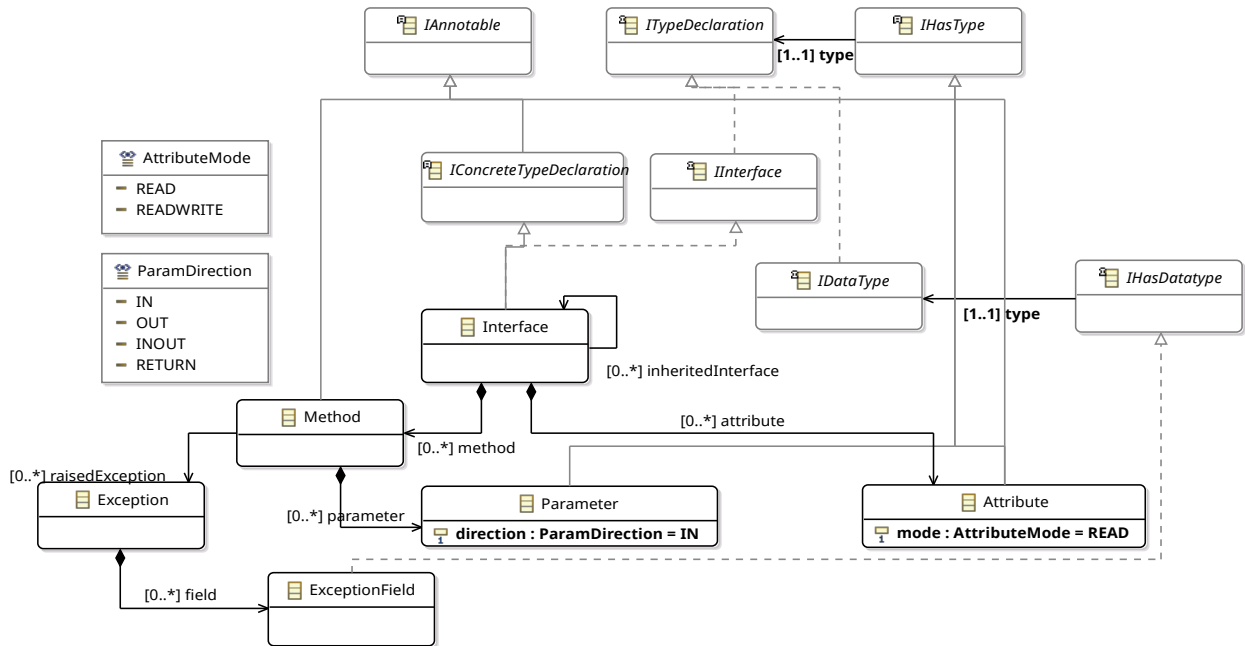 IAnnotable
ITypeDeclaration
IHasType
[1..1] type
AttributeMode
READ
READWRITE
IConcreteTypeDeclaration
IInterface
ParamDirection
IN
OUT
INOUT
RETURN
IDataType
IHasDatatype
[1..1] type
Interface
[0..*] inheritedInterface
Method
[0..*] method
[0..*] attribute
[0..*] raisedException
Exception
[0..*] parameter
Parameter
direction : ParamDirection = IN
Attribute
mode : AttributeMode = READ
[0..*] field
ExceptionField